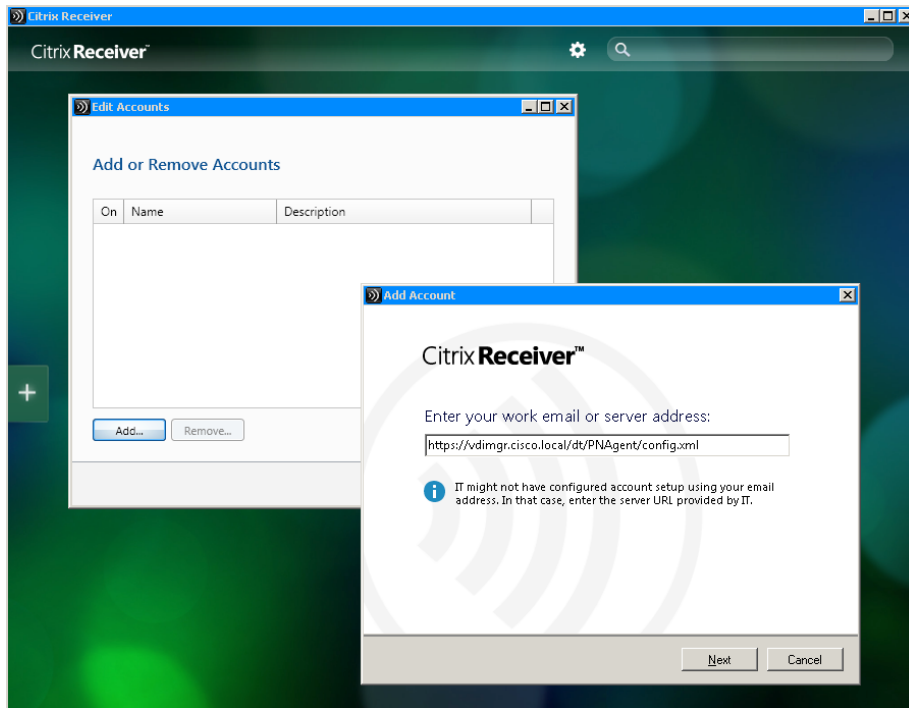 Citrix Receiver
Citrix Receiver™
Edit Accounts
Add or Remove Accounts
On Name Description
Add... Remove...
Add Account
Citrix Receiver™
Enter your work email or server address:
https://vdimgr.cisco.local/dt/PNAgent/config.xml
IT might not have configured account setup using your email
address. In that case, enter the server URL provided by IT.
Next Cancel